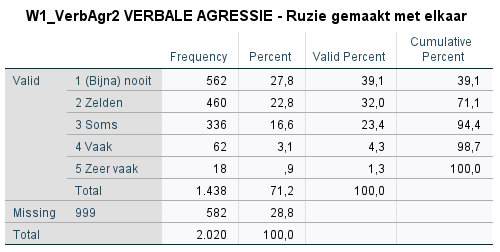 W1_VerbAgr2 VERBALE AGRESSIE - Ruzie gemaakt met elkaar
Frequency Percent Valid Percent Cumulative Percent
Valid 1 (Bijna) nooit 562 27,8 39,1 39,1
2 Zelden 460 22,8 32,0 71,1
3 Soms 336 16,6 23,4 94,4
4 Vaak 62 3,1 4,3 98,7
5 Zeer vaak 18 ,9 1,3 100,0
Total 1.438 71,2 100,0
Missing 999 582 28,8
Total 2.020 100,0